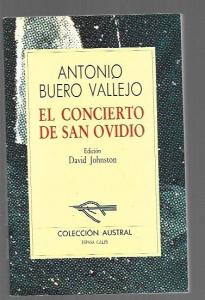 ANTONIO
BUERO VALLEJO
EL CONCIERTO
DE SAN OVIDIO
Edición
David Johnston
COLECCIÓN AUSTRAL
ESPASA CALPE